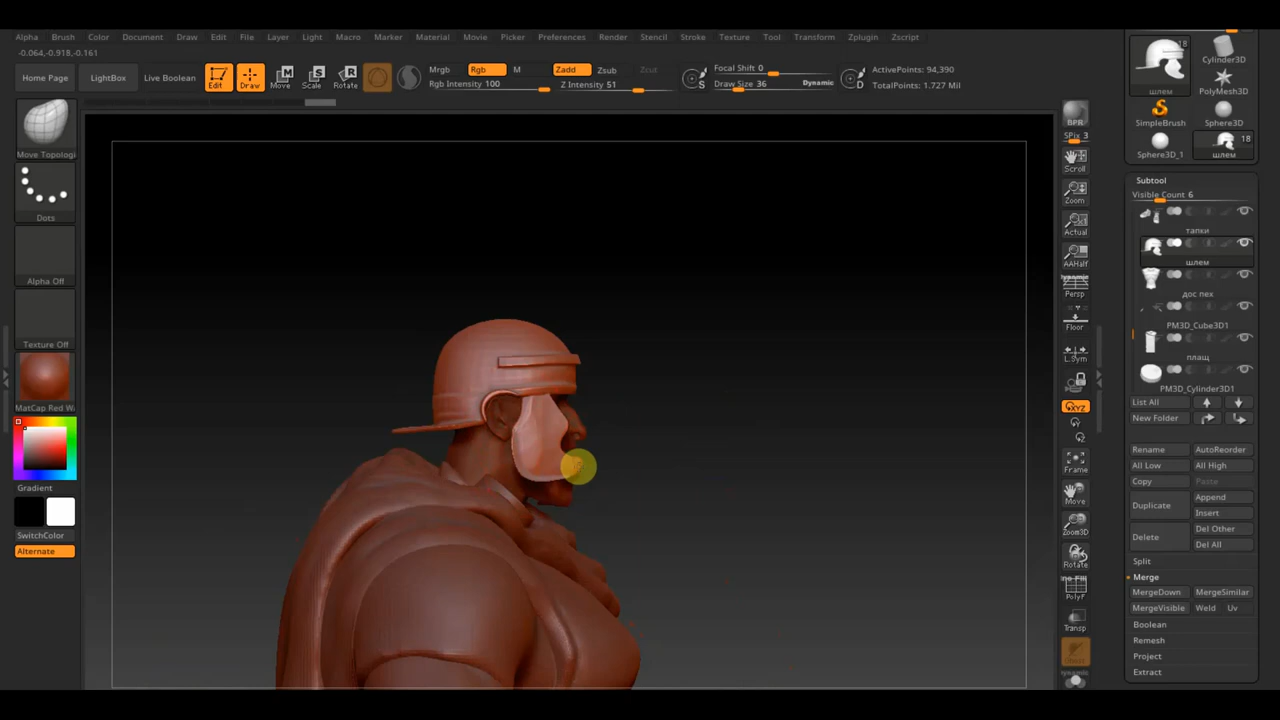 Alpha Brush Color Document Draw Edit File Layer Light Macro Marker Material Movie Picker Preferences Render Stencil Stroke Texture Tool Transform Zplugin Zscript
-0.064,-0.918,-0.161
Home Page LightBox Live Boolean Edit Draw Move Scale Rotate
Mrgb Rgb M
Rgb Intensity 100
Zadd Zsub Zcut
Z Intensity 51
Focal Shift 0
Draw Size 36 Dynamic
ActivePoints: 94,390
TotalPoints: 1.727 Mil
Move Topologi
Dots
Alpha Off
Texture Off
MatCap Red W
Gradient
SwitchColor
Alternate
BPR
SPix 3
Scroll
Zoom
Actual
AAHalf
Persp
Floor
L.Sym
XYZ
Frame
Move
Zoom3D
Rotate
PolyF
Transp
18
шлем
Cylinder3D
PolyMesh3D
SimpleBrush
Sphere3D
Sphere3D_1
18
шлем
Subtool
Visible Count 6
тапки
шлем
дос пех
PM3D_Cube3D1
плащ
PM3D_Cylinder3D1
List All
New Folder
Rename AutoReorder
All Low All High
Copy Paste
Duplicate Append
Insert
Delete Del Other
Del All
Split
Merge
MergeDown MergeSimilar
MergeVisible Weld Uv
Boolean
Remesh
Project
Extract